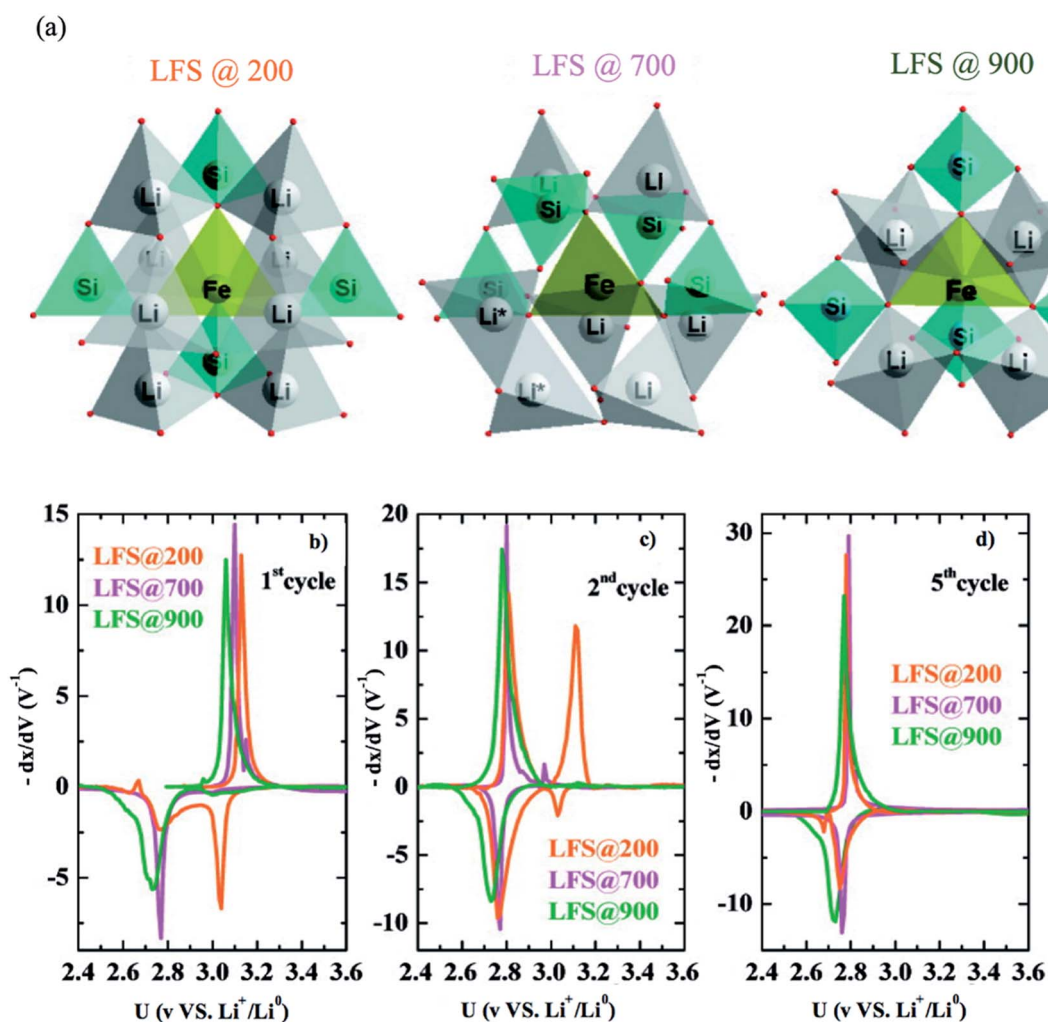 (a)
LFS @ 200
LFS @ 700
LFS @ 900
Si
Li
Li
Li
Li
Si
Fe
Si
Li
Li
Si
Li
Li
Li
Li
Si
Si
Si
Fe
Si
Li*
Li
Li
Li*
Li
Si
Li
Li
Si
Fe
Si
Li
Li
b)
LFS@200
LFS@700
LFS@900
1st cycle
15
10
5
0
-5
- dx/dV (V-1)
2.4 2.6 2.8 3.0 3.2 3.4 3.6
U (v VS. Li+/Li0)
c)
2nd cycle
LFS@200
LFS@700
LFS@900
20
15
10
5
0
-5
-10
- dx/dV (V-1)
2.4 2.6 2.8 3.0 3.2 3.4 3.6
U (v VS. Li+/Li0)
d)
5th cycle
LFS@200
LFS@700
LFS@900
30
20
10
0
-10
- dx/dV (V-1)
2.4 2.6 2.8 3.0 3.2 3.4 3.6
U (v VS. Li+/Li0)